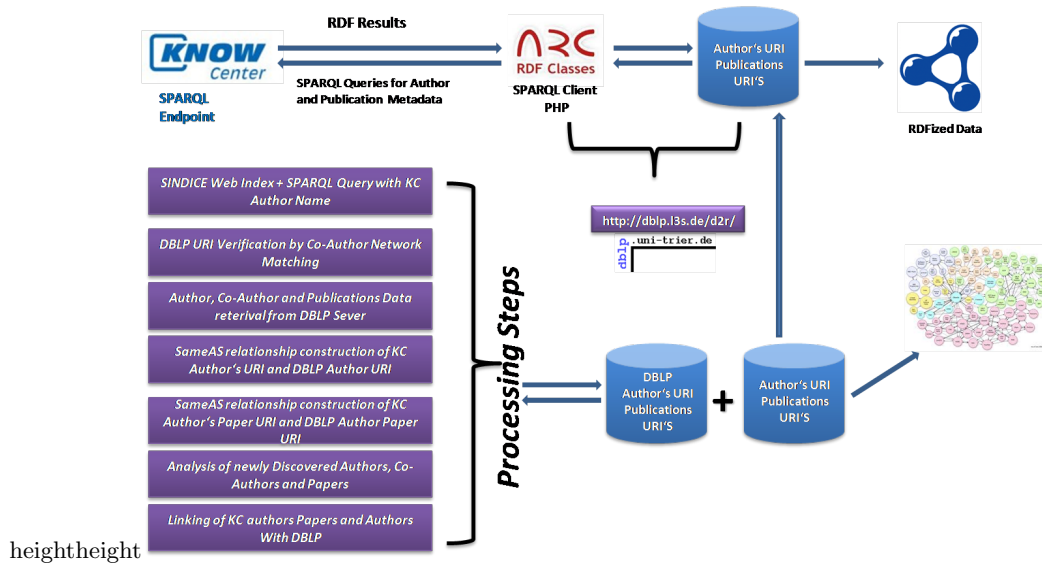 RDF Results
KNOW
Center
SPARQL
Endpoint
SPARQL Queries for Author
and Publication Metadata
ARC
RDF Classes
SPARQL Client
PHP
Author's URI
Publications
URI'S
RDFized Data
SINDICE Web Index + SPARQL Query with KC
Author Name
DBLP URI Verification by Co-Author Network
Matching
Author, Co-Author and Publications Data
reterival from DBLP Sever
SameAS relationship construction of KC
Author's URI and DBLP Author URI
SameAS relationship construction of KC
Author's Paper URI and DBLP Author Paper
URI
Analysis of newly Discovered Authors, Co-
Authors and Papers
Linking of KC authors Papers and Authors
With DBLP
Processing Steps
http://dblp.l3s.de/d2r/
dblp
.uni-trier.de
DBLP
Author's URI
Publications
URI'S
+
Author's URI
Publications
URI'S
heightheight